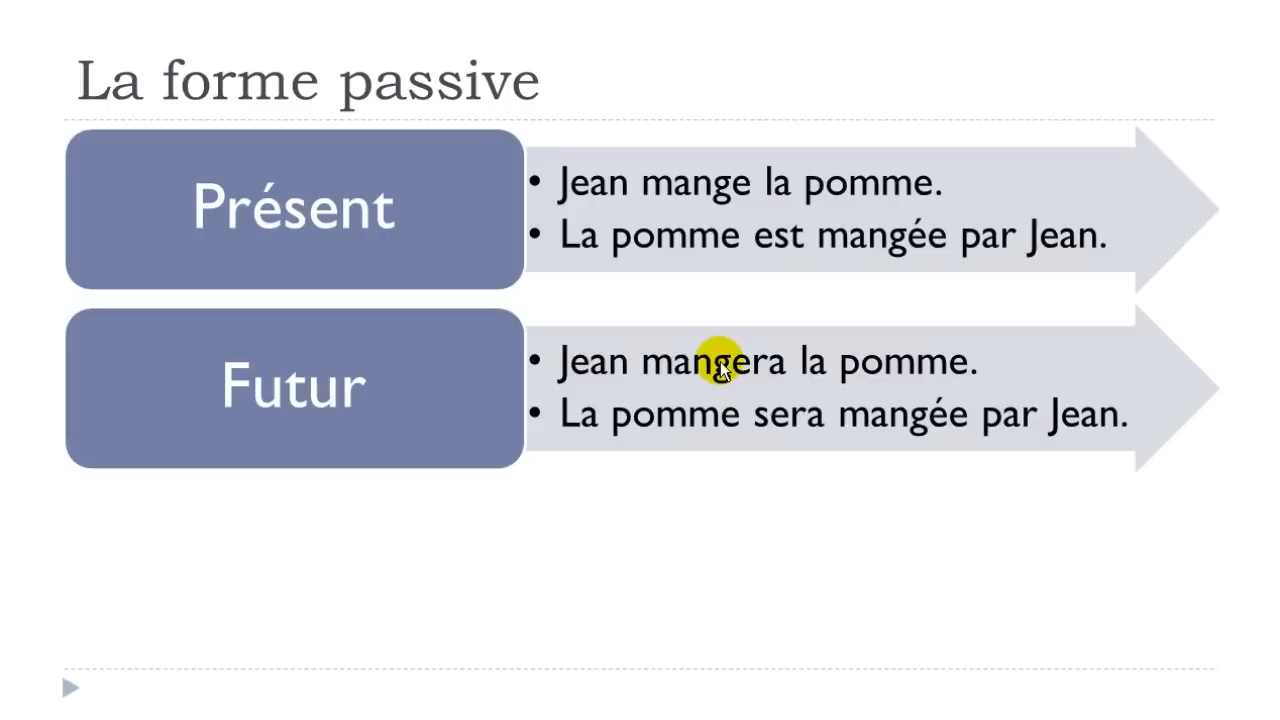 La forme passive
Présent
• Jean mange la pomme.
• La pomme est mangée par Jean.
Futur
• Jean mangera la pomme.
• La pomme sera mangée par Jean.